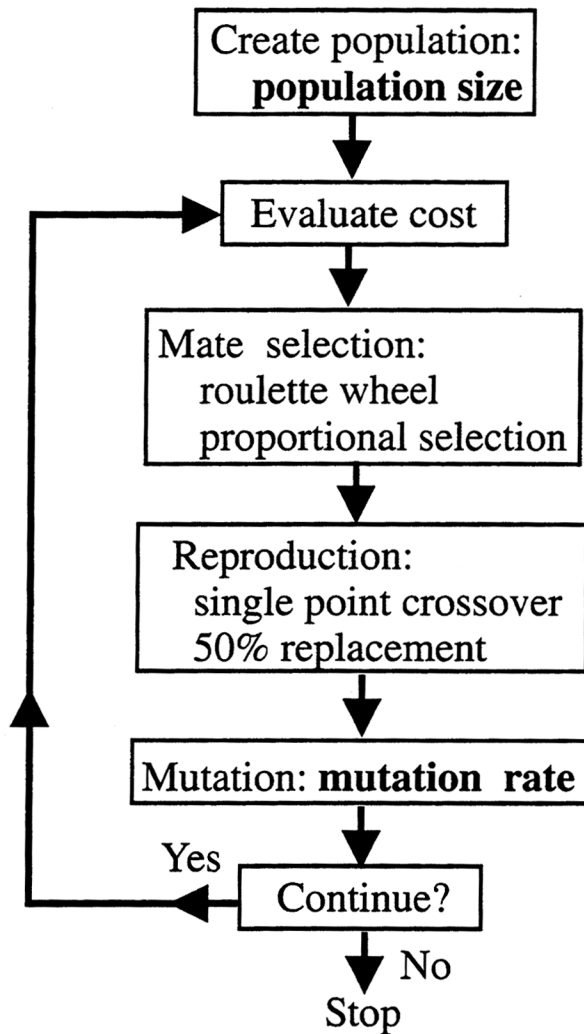 Create population:
population size
Evaluate cost
Mate selection:
roulette wheel
proportional selection
Reproduction:
single point crossover
50% replacement
Mutation: mutation rate
Yes
Continue?
No
Stop